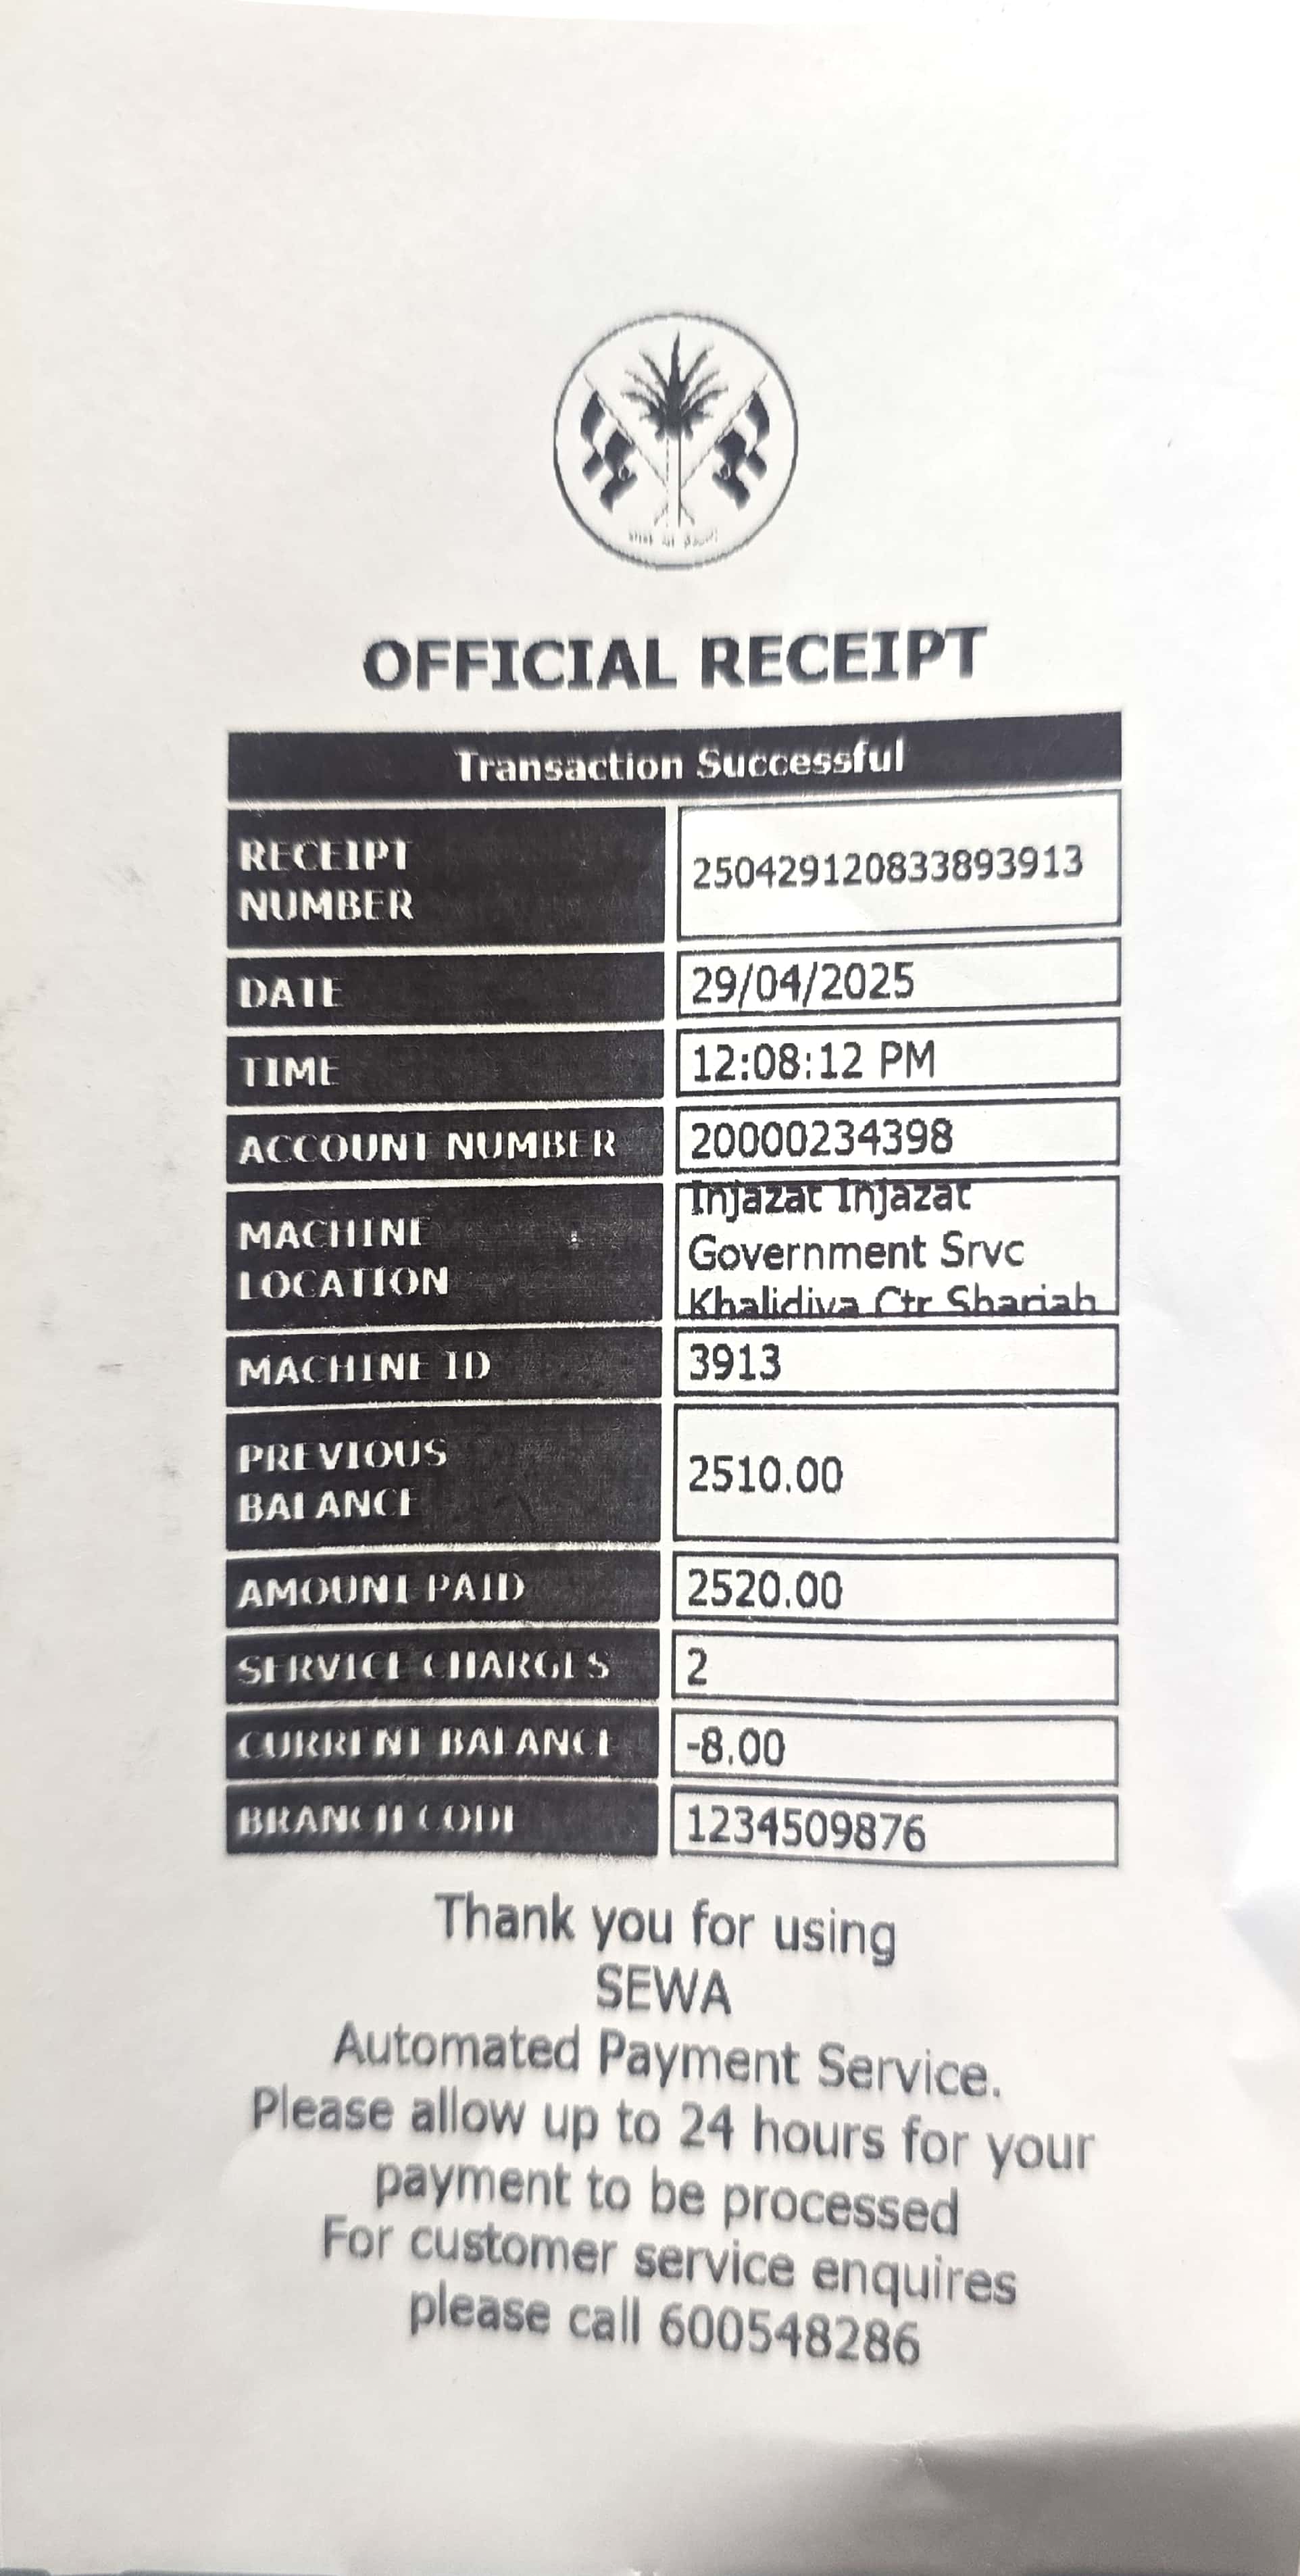 OFFICIAL RECEIPT
Transaction Successful
RECEIPT
NUMBER
250429120833893913
DATE
29/04/2025
TIME
12:08:12 PM
ACCOUNT NUMBER
20000234398
MACHINE
LOCATION
Injazat Injazat
Government Srvc
Khalidiya Ctr Sharjah
MACHINE ID
3913
PREVIOUS
BALANCE
2510.00
AMOUNT PAID
2520.00
SERVICE CHARGES
2
CURRENT BALANCE
-8.00
BRANCH CODE
1234509876
Thank you for using
SEWA
Automated Payment Service.
Please allow up to 24 hours for your
payment to be processed
For customer service enquires
please call 600548286